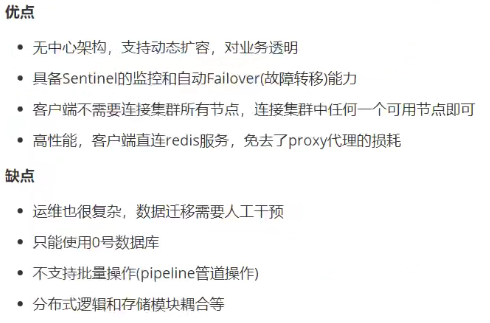 优点
无中心架构，支持动态扩容，对业务透明
具备Sentinel的监控和自动Failover(故障转移)能力
客户端不需要连接集群所有节点，连接集群中任何一个可用节点即可
高性能，客户端直连redis服务，免去了proxy代理的损耗
缺点
运维也很复杂，数据迁移需要人工干预
只能使用0号数据库
不支持批量操作(pipeline管道操作)
分布式逻辑和存储模块耦合等